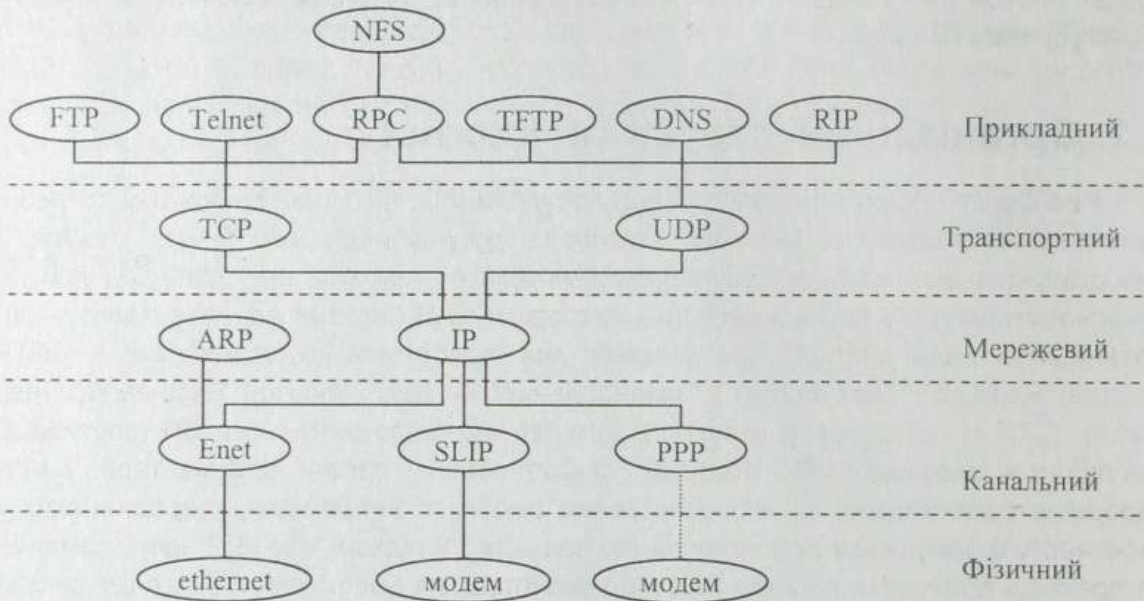 NFS
FTP Telnet RPC TFTP DNS RIP Прикладний
TCP UDP Транспортний
ARP IP Мережевий
Enet SLIP PPP
Канальний
ethernet модем модем Фізичний